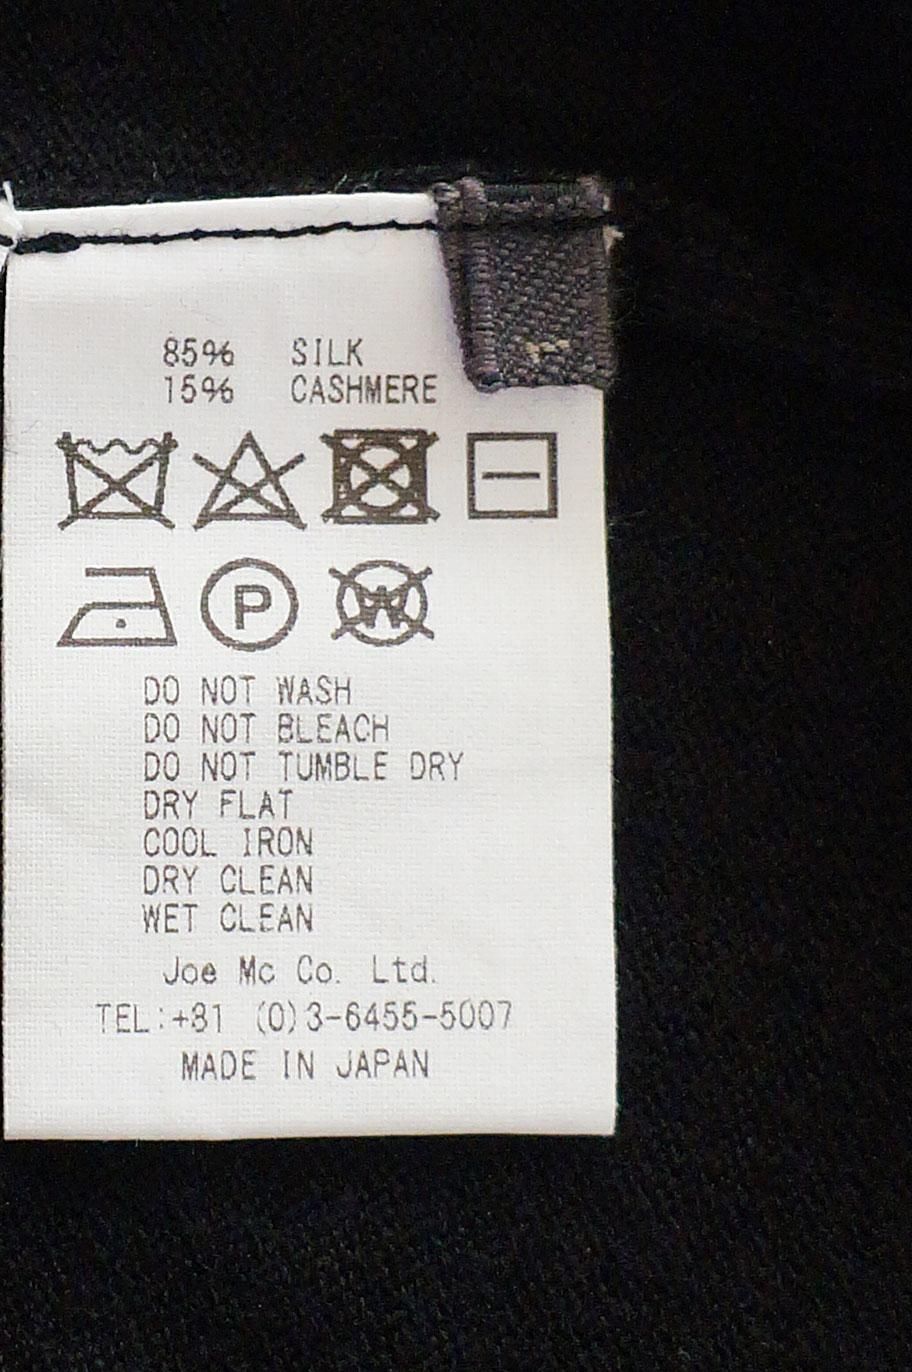 85% SILK
15% CASHMERE
P W
DO NOT WASH
DO NOT BLEACH
DO NOT TUMBLE DRY
DRY FLAT
COOL IRON
DRY CLEAN
WET CLEAN
Joe Mc Co. Ltd.
TEL:+81 (0)3-6455-5007
MADE IN JAPAN